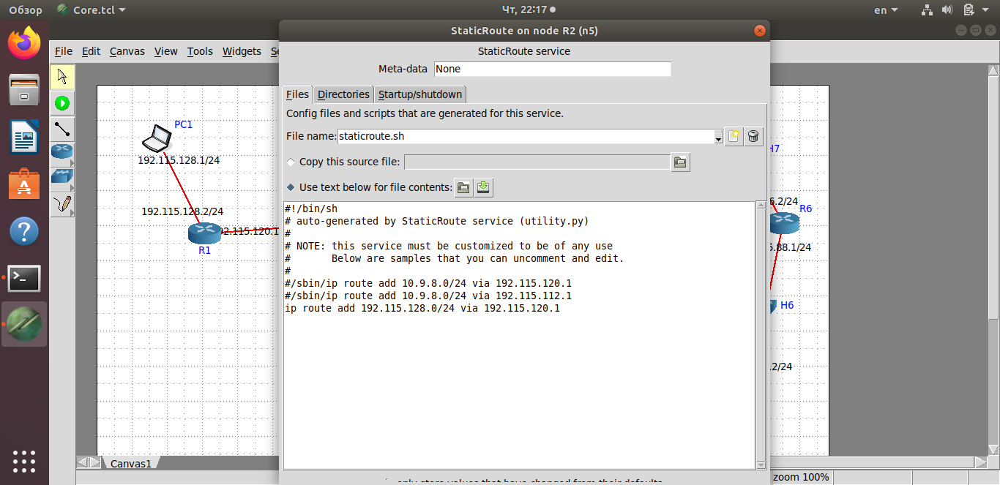 Обзор Core.tcl Чт, 22:17 en
StaticRoute on node R2 (n5)
File Edit Canvas View Tools Widgets
StaticRoute service
Meta-data None
Files Directories Startup/shutdown
Config files and scripts that are generated for this service.
File name: staticroute.sh
Copy this source file:
Use text below for file contents:
#!/bin/sh
# auto-generated by StaticRoute service (utility.py)
#
# NOTE: this service must be customized to be of any use
#       Below are samples that you can uncomment and edit.
#
#/sbin/ip route add 10.9.8.0/24 via 192.115.120.1
#/sbin/ip route add 10.9.8.0/24 via 192.115.112.1
ip route add 192.115.128.0/24 via 192.115.120.1
only store values that have changed from their defaults
PC1
192.115.128.1/24
192.115.128.2/24
92.115.120.1
R1
H7
6.2/24
R6
5.88.1/24
H6
.2/24
Canvas1
zoom 100%